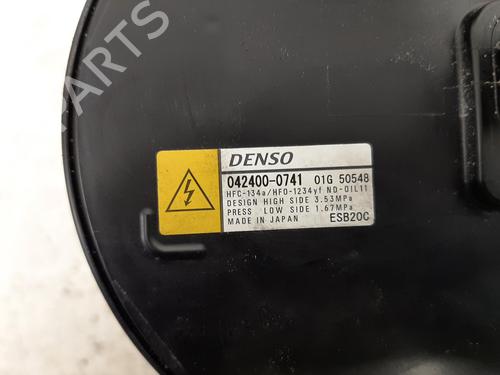 DENSO
042400-0741 01G 50548
HFC-134a/HFO-1234yf ND-OIL11
DESIGN HIGH SIDE 3.53MPa
PRESS LOW SIDE 1.67MPa
MADE IN JAPAN ESB20C